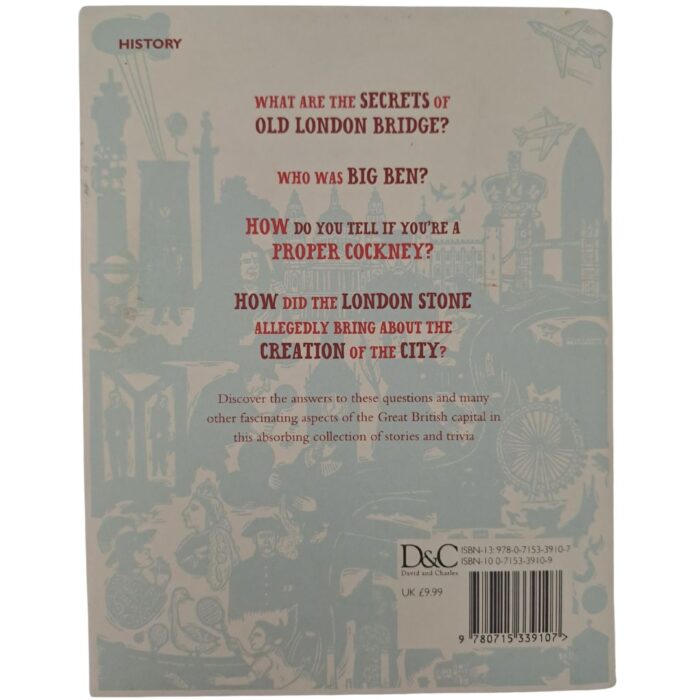 HISTORY
WHAT ARE THE SECRETS OF
OLD LONDON BRIDGE?
WHO WAS BIG BEN?
HOW DO YOU TELL IF YOU'RE A
PROPER COCKNEY?
HOW DID THE LONDON STONE
ALLEGEDLY BRING ABOUT THE
CREATION OF THE CITY?
Discover the answers to these questions and many
other fascinating aspects of the Great British capital in
this absorbing collection of stories and trivia
D&C
David and Charles
ISBN-13: 978-0-7153-3910-7
ISBN-10 0-7153-3910-9
UK £9.99
9 780715 339107>